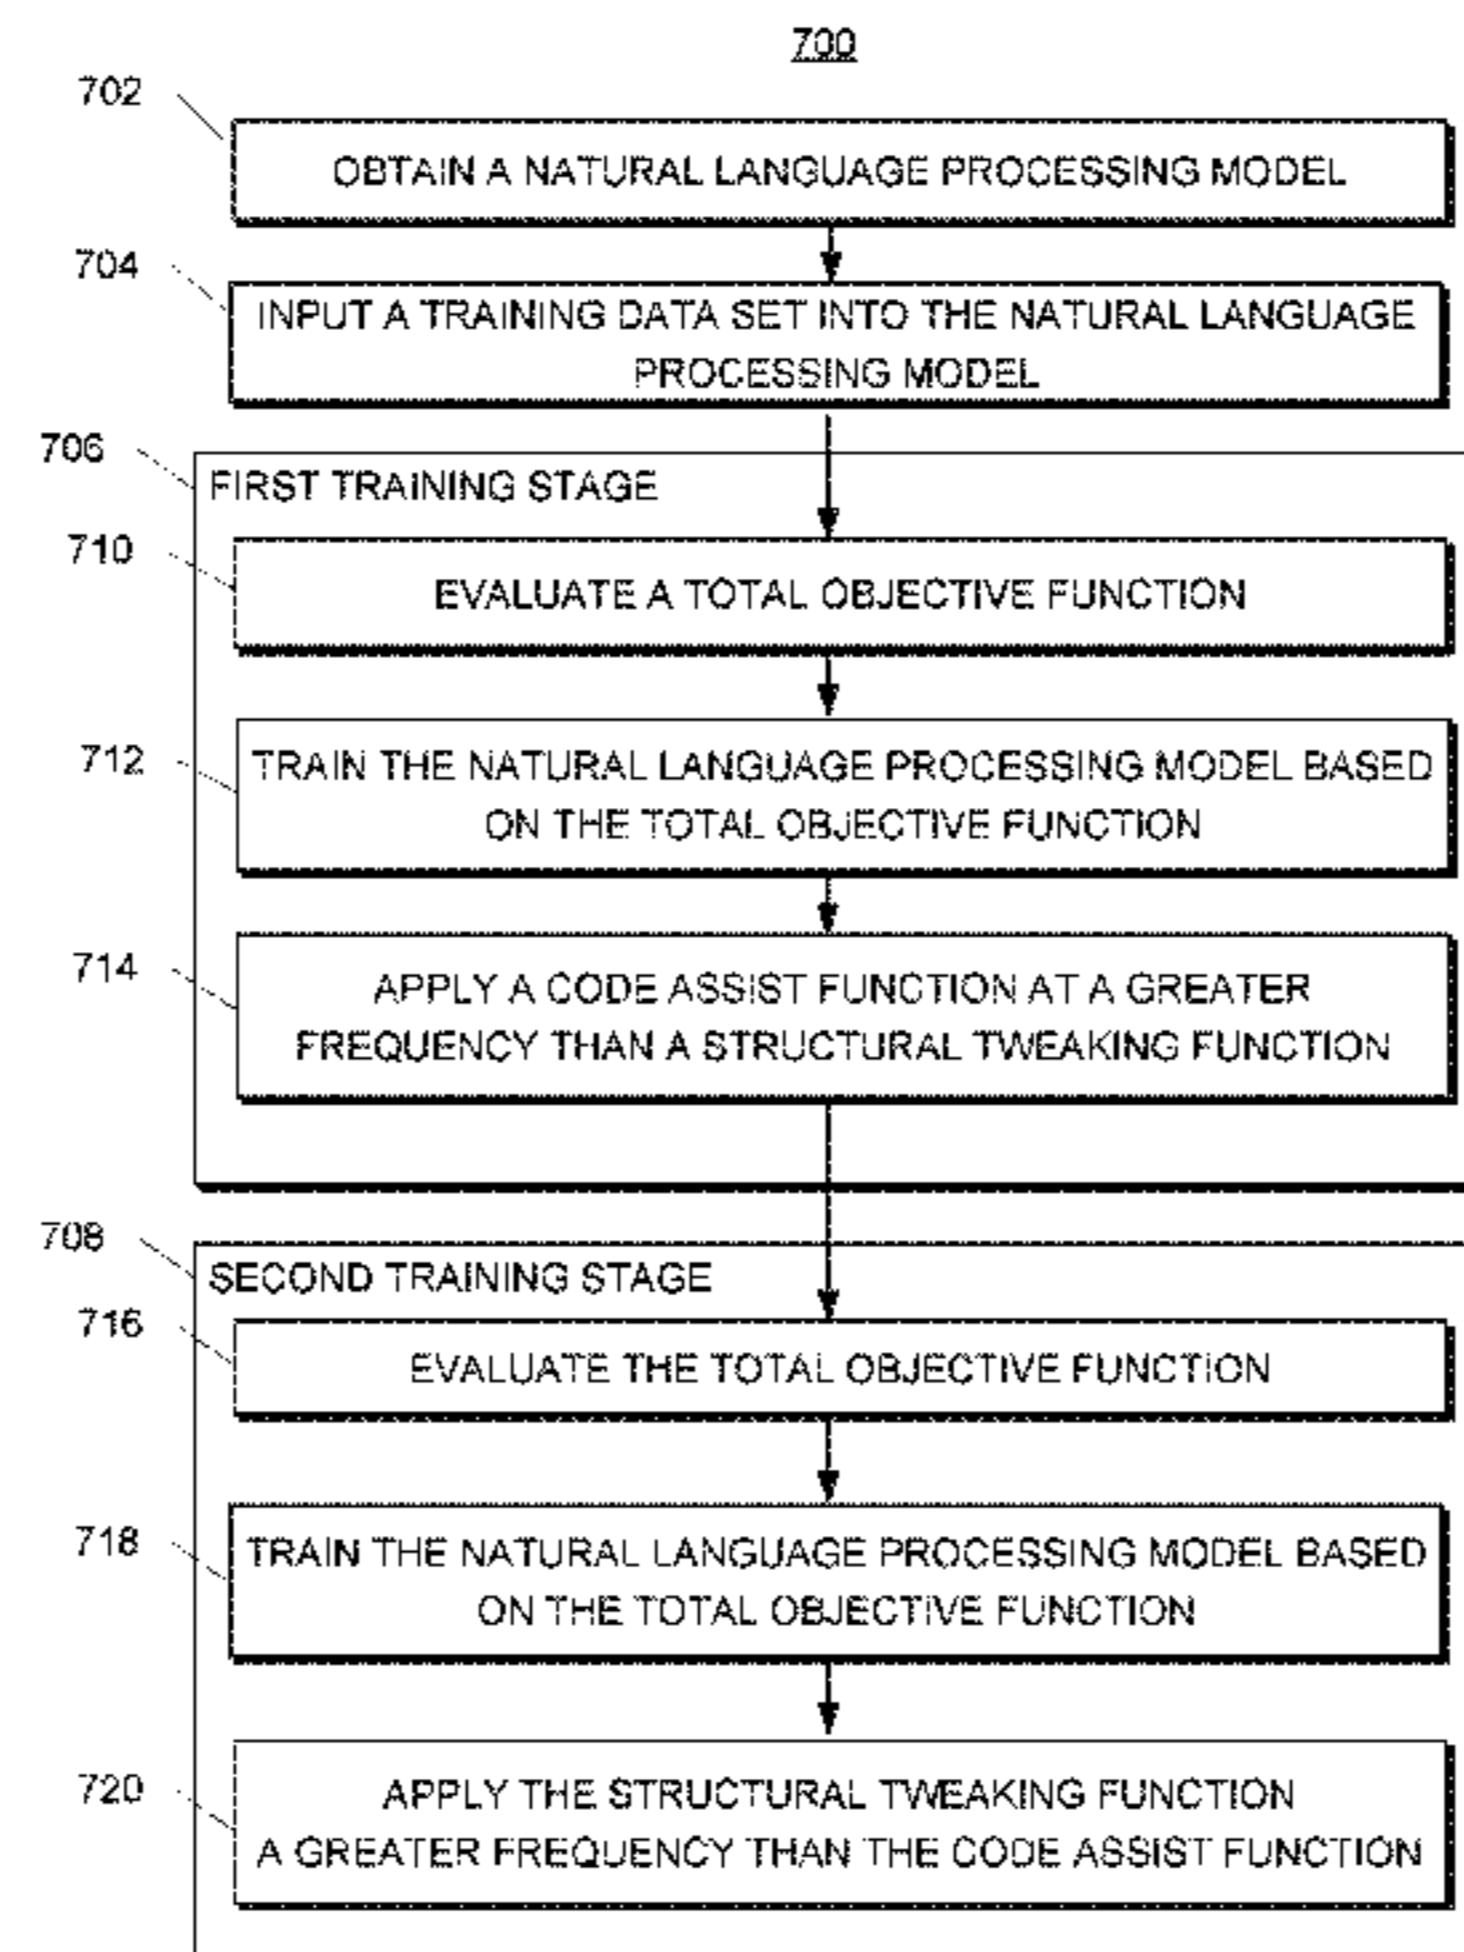 700
702
OBTAIN A NATURAL LANGUAGE PROCESSING MODEL
704
INPUT A TRAINING DATA SET INTO THE NATURAL LANGUAGE
PROCESSING MODEL
706
FIRST TRAINING STAGE
710
EVALUATE A TOTAL OBJECTIVE FUNCTION
712
TRAIN THE NATURAL LANGUAGE PROCESSING MODEL BASED
ON THE TOTAL OBJECTIVE FUNCTION
714
APPLY A CODE ASSIST FUNCTION AT A GREATER
FREQUENCY THAN A STRUCTURAL TWEAKING FUNCTION
708
SECOND TRAINING STAGE
716
EVALUATE THE TOTAL OBJECTIVE FUNCTION
718
TRAIN THE NATURAL LANGUAGE PROCESSING MODEL BASED
ON THE TOTAL OBJECTIVE FUNCTION
720
APPLY THE STRUCTURAL TWEAKING FUNCTION
A GREATER FREQUENCY THAN THE CODE ASSIST FUNCTION